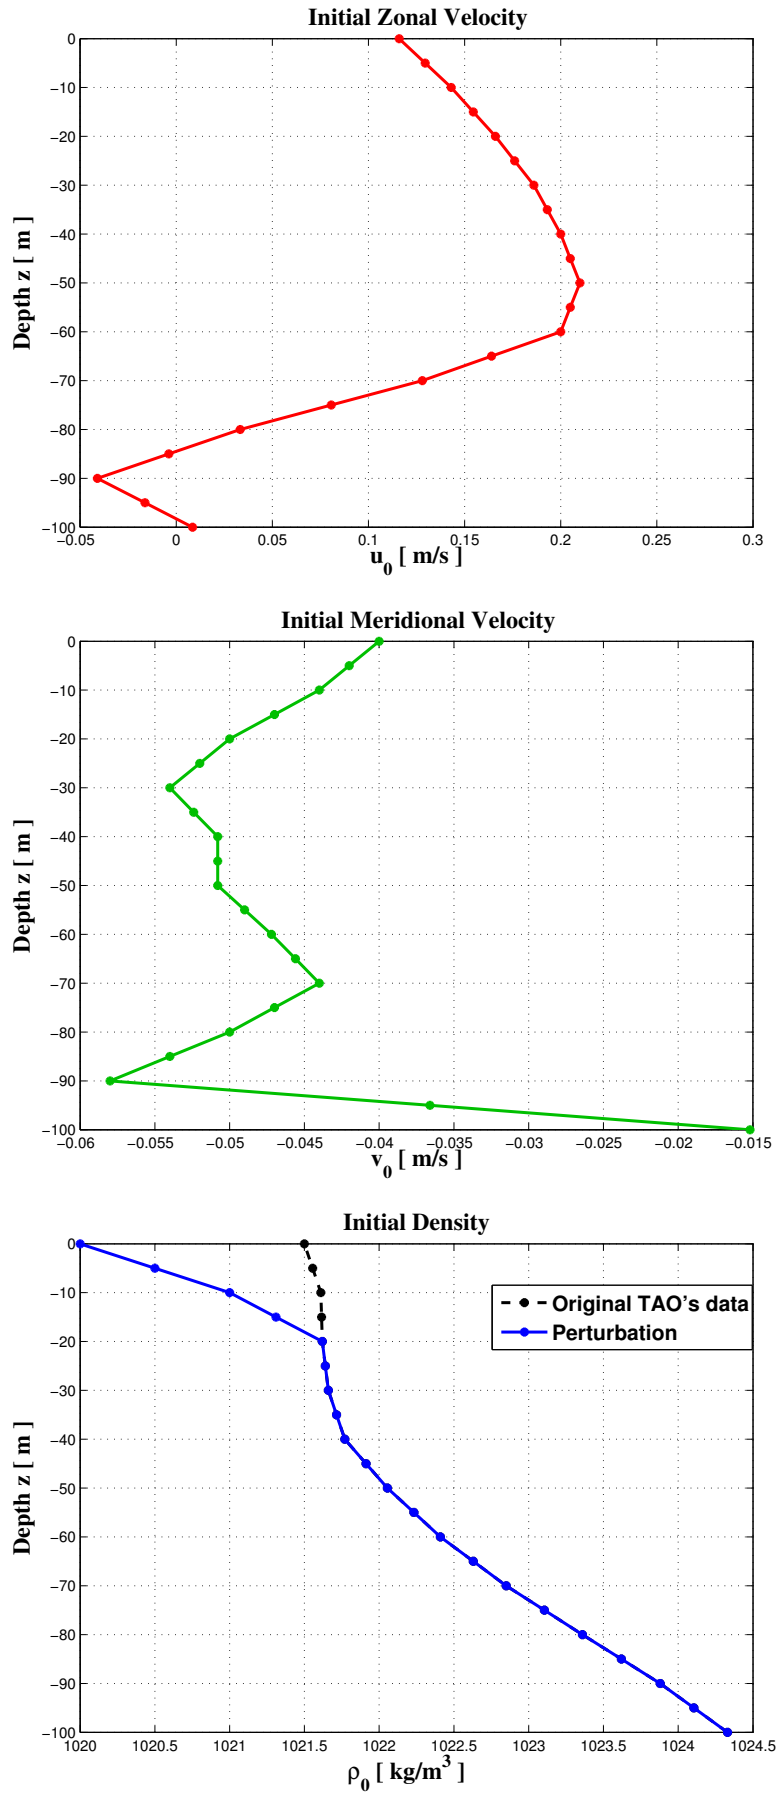 Initial Zonal Velocity
Depth z [ m ]
0
−10
−20
−30
−40
−50
−60
−70
−80
−90
−100
−0.05 0 0.05 0.1 0.15 0.2 0.25 0.3
u0 [ m/s ]
Initial Meridional Velocity
Depth z [ m ]
0
−10
−20
−30
−40
−50
−60
−70
−80
−90
−100
−0.06 −0.055 −0.05 −0.045 −0.04 −0.035 −0.03 −0.025 −0.02 −0.015
v0 [ m/s ]
Initial Density
Depth z [ m ]
0
−10
−20
−30
−40
−50
−60
−70
−80
−90
−100
Original TAO's data
Perturbation
1020 1020.5 1021 1021.5 1022 1022.5 1023 1023.5 1024 1024.5
ρ0 [ kg/m³ ]